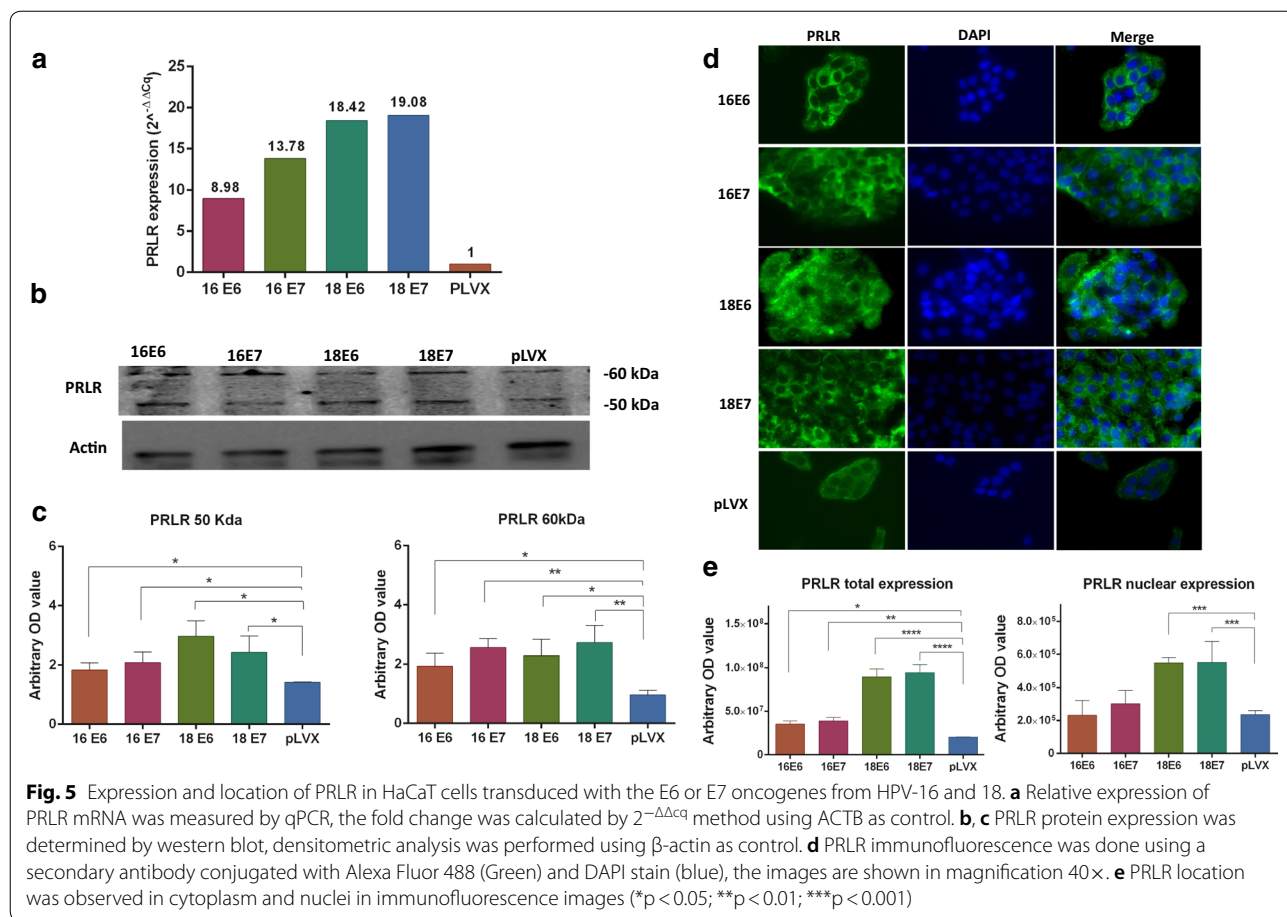 a
PRLR expression (2^-ΔΔCq)
25
20
15
10
5
0
8.98
13.78
18.42
19.08
1
16 E6 16 E7 18 E6 18 E7 PLVX
b
16E6 16E7 18E6 18E7 pLVX
PRLR
-60 kDa
-50 kDa
Actin
c
PRLR 50 Kda
Arbitrary OD value
6
4
2
0
*
*
*
*
16 E6 16 E7 18 E6 18 E7 pLVX
PRLR 60kDa
Arbitrary OD value
6
4
2
0
*
**
*
**
16 E6 16 E7 18 E6 18 E7 pLVX
d
PRLR DAPI Merge
16E6
16E7
18E6
18E7
pLVX
e
PRLR total expression
Arbitrary OD value
1.5×10⁸
1.0×10⁸
5.0×10⁷
0
*
**
****
****
16E6 16E7 18E6 18E7 pLVX
PRLR nuclear expression
Arbitrary OD value
8.0×10⁵
6.0×10⁵
4.0×10⁵
2.0×10⁵
0
***
***
16E6 16E7 18E6 18E7 pLVX
Fig. 5 Expression and location of PRLR in HaCaT cells transduced with the E6 or E7 oncogenes from HPV-16 and 18. a Relative expression of
PRLR mRNA was measured by qPCR, the fold change was calculated by 2⁻ΔΔcq method using ACTB as control. b, c PRLR protein expression was
determined by western blot, densitometric analysis was performed using β-actin as control. d PRLR immunofluorescence was done using a
secondary antibody conjugated with Alexa Fluor 488 (Green) and DAPI stain (blue), the images are shown in magnification 40×. e PRLR location
was observed in cytoplasm and nuclei in immunofluorescence images (*p < 0.05; **p < 0.01; ***p < 0.001)